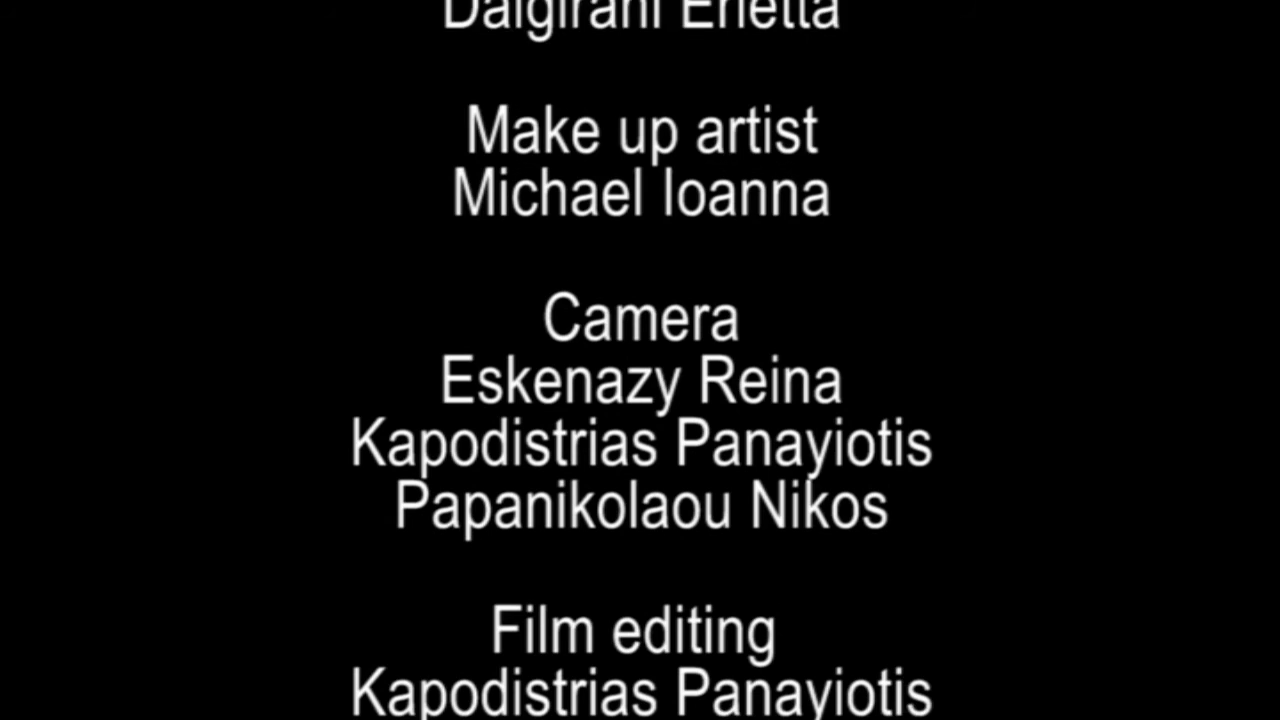 Make up artist
Michael Ioanna
Camera
Eskenazy Reina
Kapodistrias Panayiotis
Papanikolaou Nikos
Film editing
Kapodistrias Panayiotis